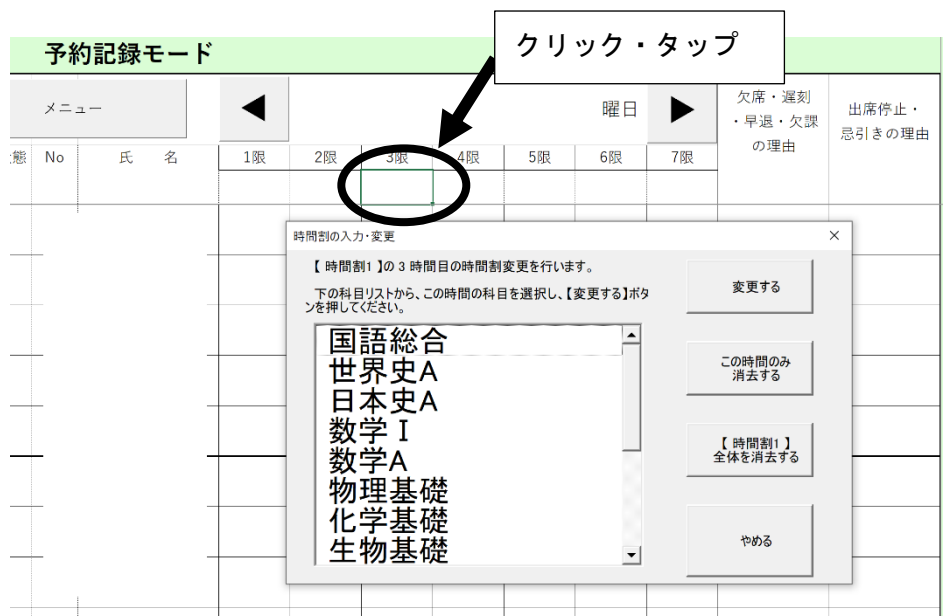 クリック・タップ
予約記録モード
メニュー
◀
曜日
▶
欠席・遅刻
・早退・欠課
の理由
出席停止・
忌引きの理由
態 No 氏 名 1限 2限 3限 4限 5限 6限 7限
時間割の入力・変更
【 時間割1 】の 3 時間目の時間割変更を行います。
下の科目リストから、この時間の科目を選択し、【変更する】ボタ
ンを押してください。
国語総合
世界史A
日本史A
数学Ⅰ
数学A
物理基礎
化学基礎
生物基礎
変更する
この時間のみ
消去する
【 時間割1 】
全体を消去する
やめる